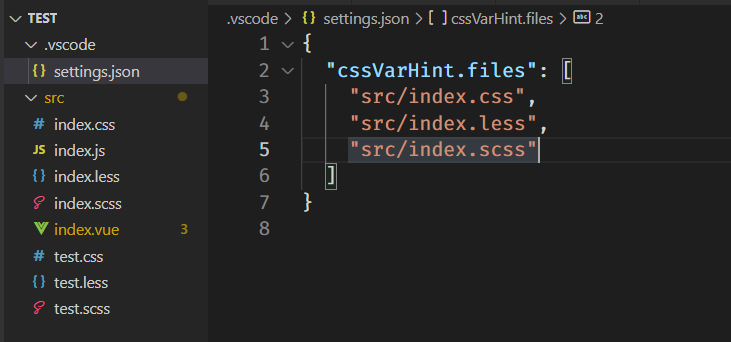 TEST
.vscode
settings.json
src
index.css
JS index.js
index.less
index.scss
index.vue 3
test.css
test.less
test.scss
.vscode > {} settings.json > [ ] cssVarHint.files > abc 2
1 {
2 "cssVarHint.files": [
3 "src/index.css",
4 "src/index.less",
5 "src/index.scss"
6 ]
7 }
8